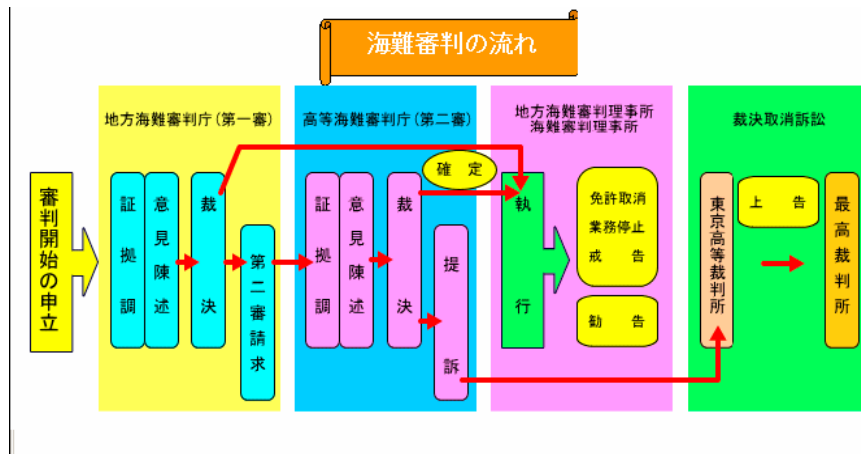 海難審判の流れ
地方海難審判庁(第一審)
高等海難審判庁(第二審)
地方海難審判理事所
海難審判理事所
裁決取消訴訟
審判開始の申立
証拠調
意見陳述
裁決
第二審請求
証拠調
意見陳述
裁決
確定
提訴
執行
免許取消
業務停止
戒告
勧告
東京高等裁判所
上告
最高裁判所